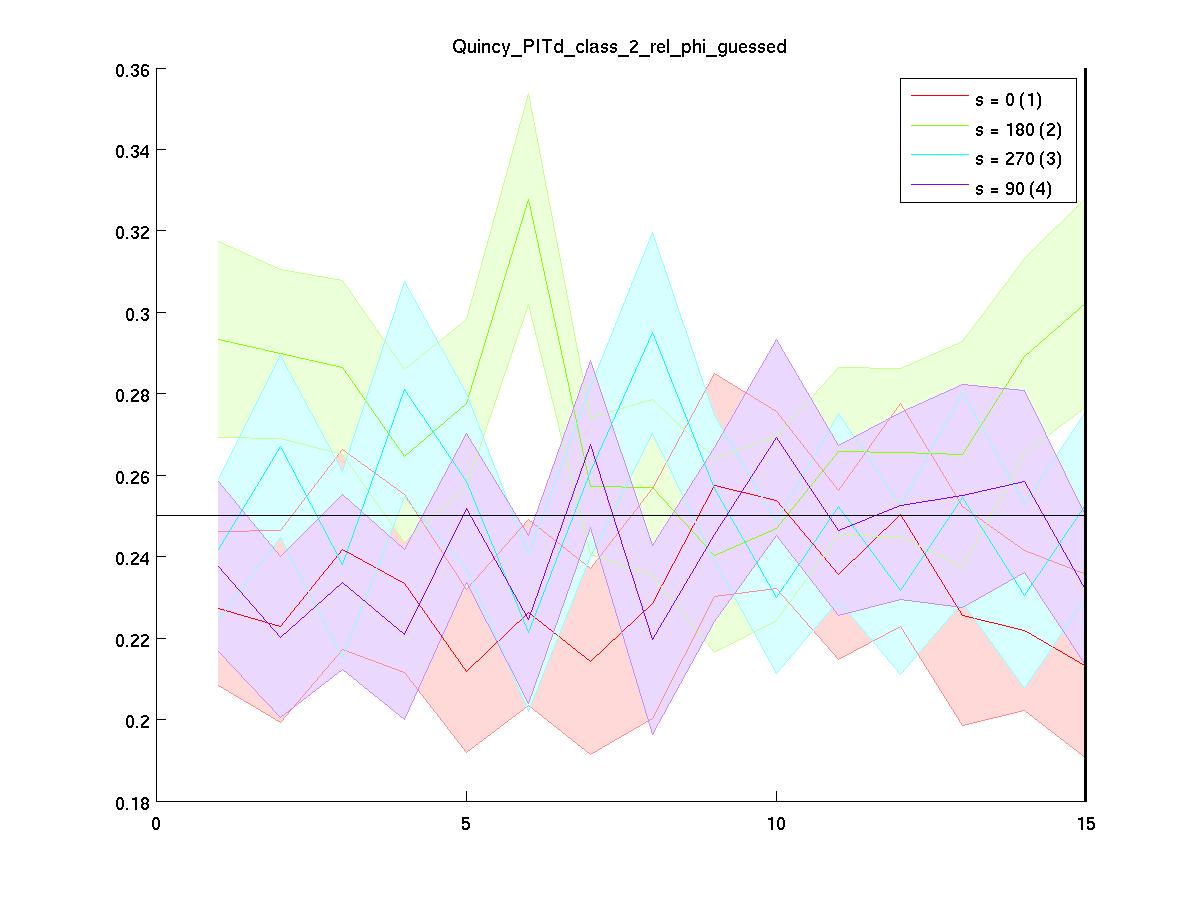 Quincy_PITd_class_2_rel_phi_guessed
0.36
0.34
0.32
0.3
0.28
0.26
0.24
0.22
0.2
0.18
0
5
10
15
s = 0 (1)
s = 180 (2)
s = 270 (3)
s = 90 (4)